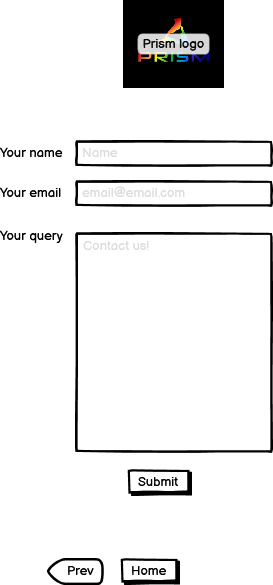 Prism logo
PRISM
Your name
Name
Your email
email@email.com
Your query
Contact us!
Submit
Prev
Home